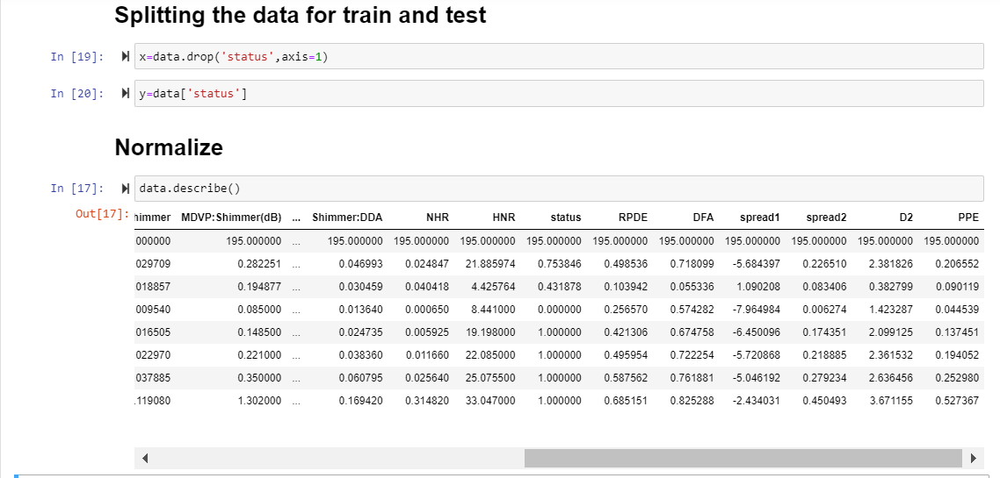 Splitting the data for train and test
In [19]: x=data.drop('status',axis=1)
In [20]: y=data['status']
Normalize
In [17]: data.describe()
Out[17]:
himmer MDVP:Shimmer(dB) ... Shimmer:DDA NHR HNR status RPDE DFA spread1 spread2 D2 PPE
000000 195.000000 ... 195.000000 195.000000 195.000000 195.000000 195.000000 195.000000 195.000000 195.000000 195.000000 195.000000
029709 0.282251 ... 0.046993 0.024847 21.885974 0.753846 0.498536 0.718099 -5.684397 0.226510 2.381826 0.206552
018857 0.194877 ... 0.030459 0.040418 4.425764 0.431878 0.103942 0.055336 1.090208 0.083406 0.382799 0.090119
009540 0.085000 ... 0.013640 0.000650 8.441000 0.000000 0.256570 0.574282 -7.964984 0.006274 1.423287 0.044539
016505 0.148500 ... 0.024735 0.005925 19.198000 1.000000 0.421306 0.674758 -6.450096 0.174351 2.099125 0.137451
022970 0.221000 ... 0.038360 0.011660 22.085000 1.000000 0.495954 0.722254 -5.720868 0.218885 2.361532 0.194052
037885 0.350000 ... 0.060795 0.025640 25.075500 1.000000 0.587562 0.761881 -5.046192 0.279234 2.636456 0.252980
.119080 1.302000 ... 0.169420 0.314820 33.047000 1.000000 0.685151 0.825288 -2.434031 0.450493 3.671155 0.527367